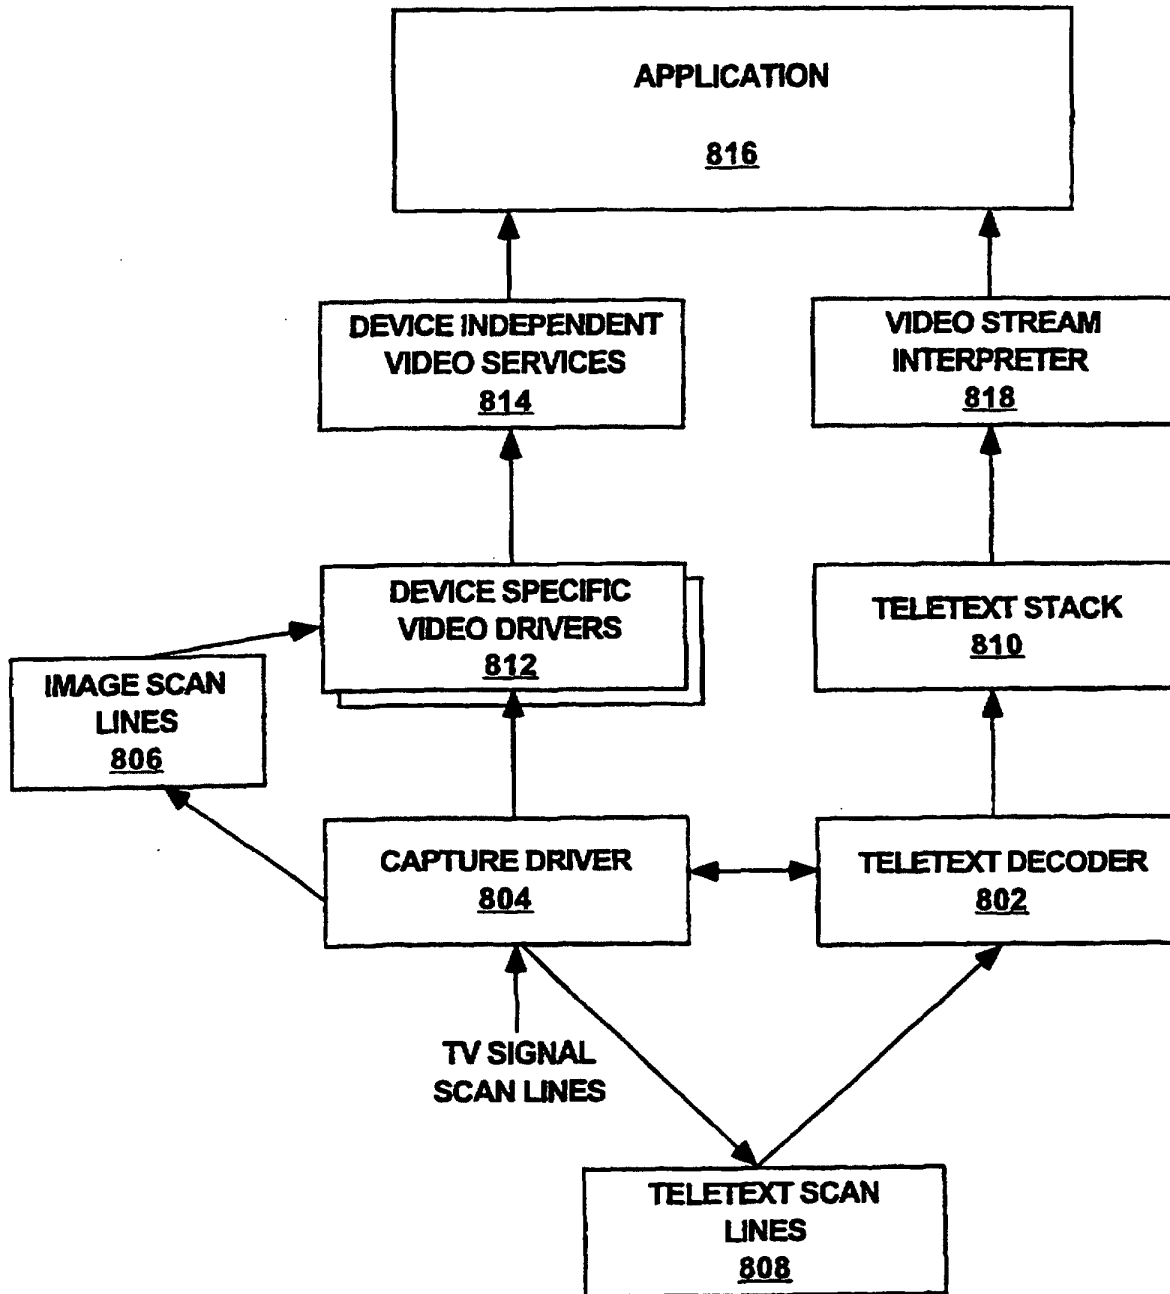 APPLICATION
816
DEVICE INDEPENDENT
VIDEO SERVICES
814
VIDEO STREAM
INTERPRETER
818
DEVICE SPECIFIC
VIDEO DRIVERS
812
TELETEXT STACK
810
IMAGE SCAN
LINES
806
CAPTURE DRIVER
804
TELETEXT DECODER
802
TV SIGNAL
SCAN LINES
TELETEXT SCAN
LINES
808